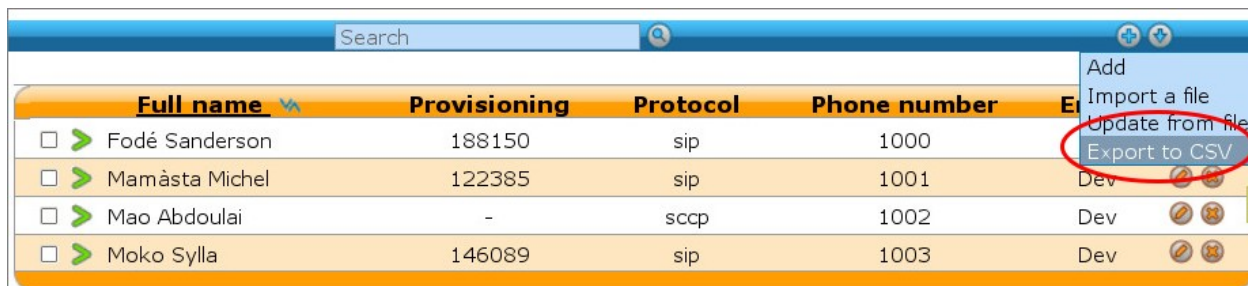 Search
Add
Import a file
Update from file
Export to CSV
Full name Provisioning Protocol Phone number
Fodé Sanderson 188150 sip 1000
Mamàsta Michel 122385 sip 1001 Dev
Mao Abdoulai - sccp 1002 Dev
Moko Sylla 146089 sip 1003 Dev